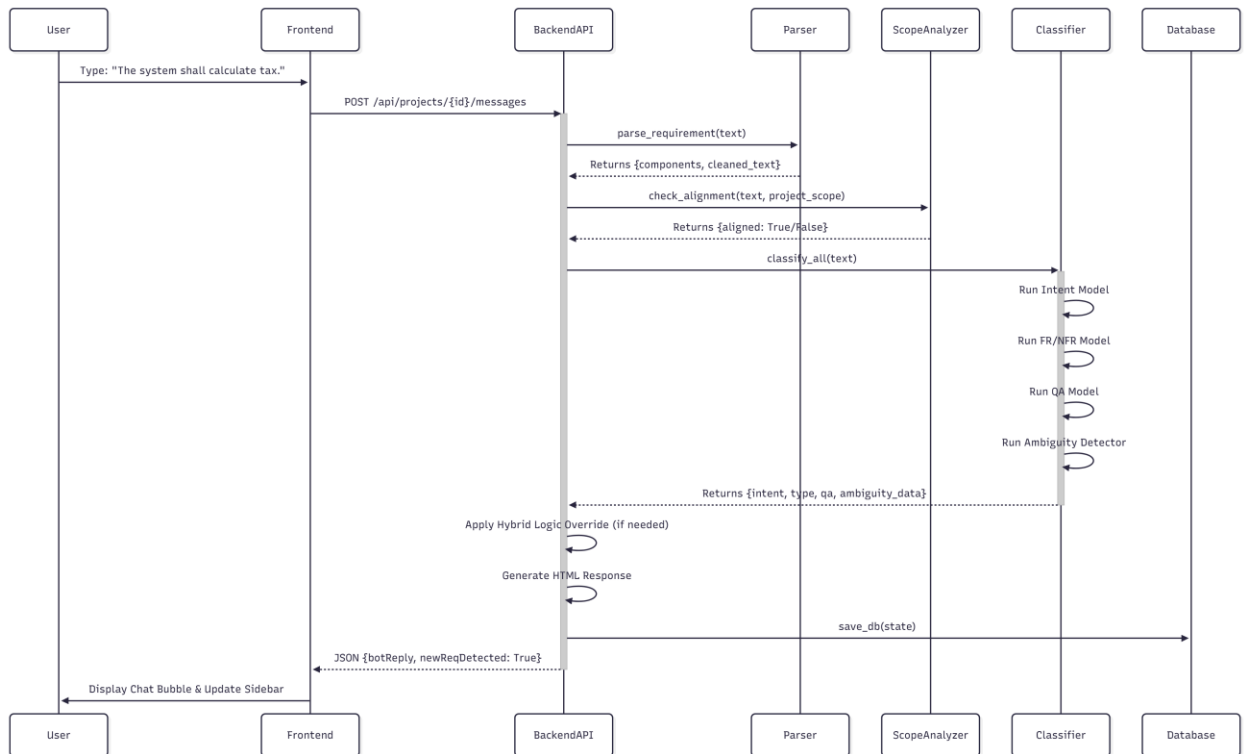 User
Frontend
BackendAPI
Parser
ScopeAnalyzer
Classifier
Database
Type: "The system shall calculate tax."
POST /api/projects/{id}/messages
parse_requirement(text)
Returns {components, cleaned_text}
check_alignment(text, project_scope)
Returns {aligned: True/False}
classify_all(text)
Run Intent Model
Run FR/NFR Model
Run QA Model
Run Ambiguity Detector
Returns {intent, type, qa, ambiguity_data}
Apply Hybrid Logic Override (if needed)
Generate HTML Response
save_db(state)
JSON {botReply, newReqDetected: True}
Display Chat Bubble & Update Sidebar
User
Frontend
BackendAPI
Parser
ScopeAnalyzer
Classifier
Database